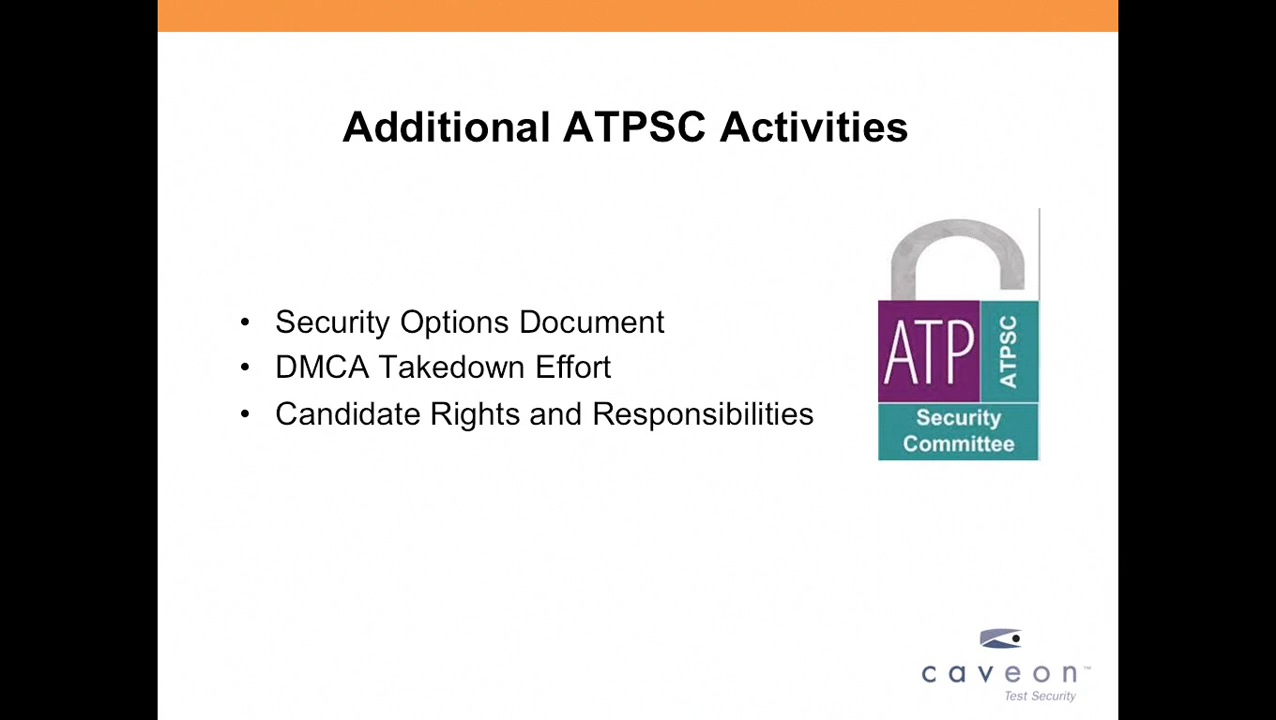 Additional ATPSC Activities
• Security Options Document
• DMCA Takedown Effort
• Candidate Rights and Responsibilities
ATP
ATPSC
Security
Committee
caveon™
Test Security